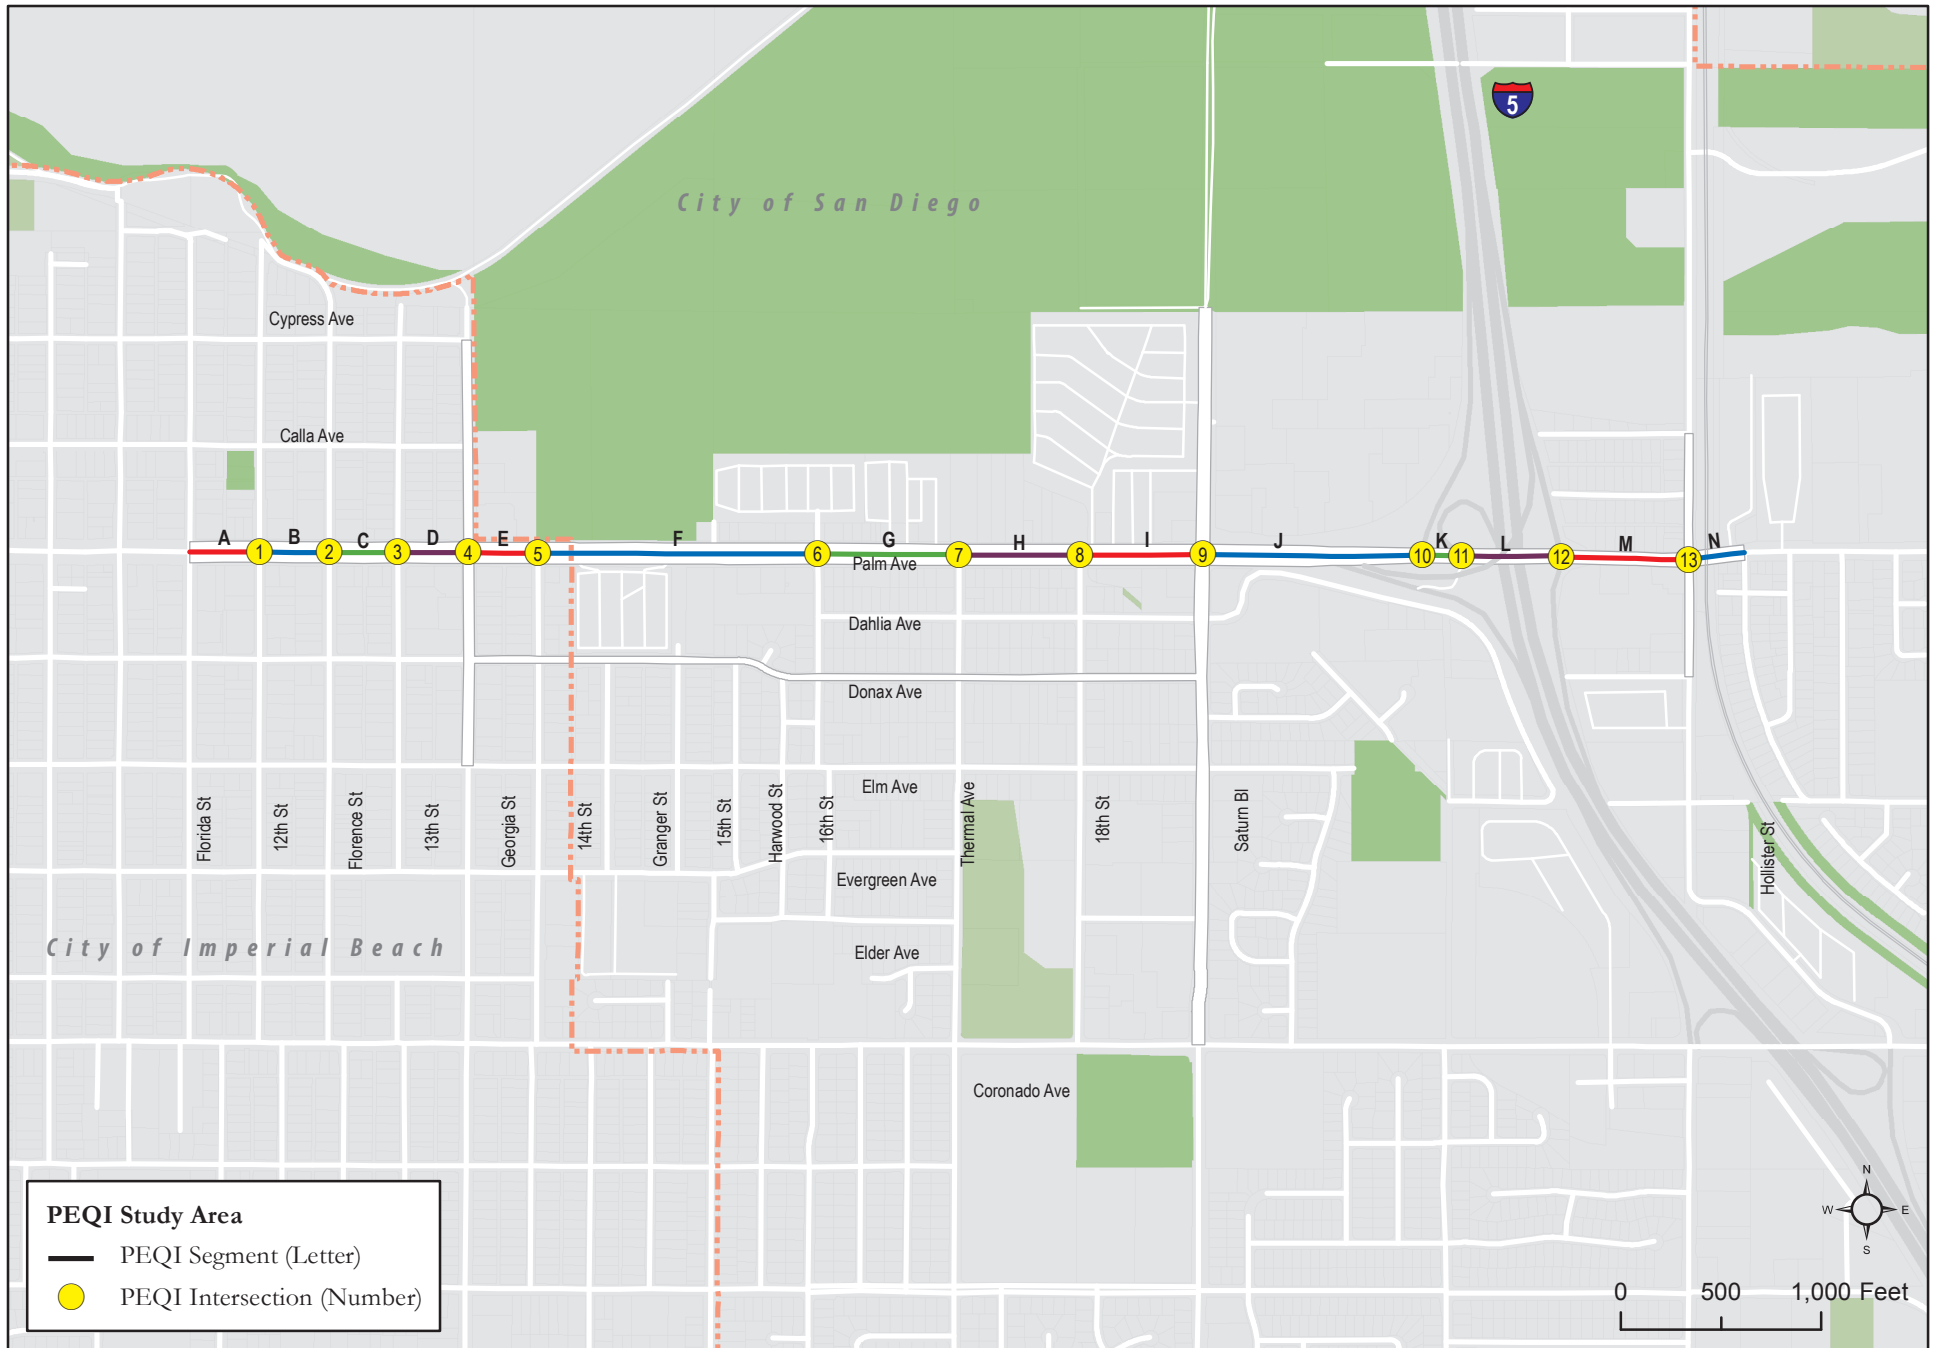 5
City of San Diego
Cypress Ave
Calla Ave
A
B
C
D
E
F
G
H
I
J
K
L
M
N
1
2
3
4
5
6
7
8
9
10
11
12
13
Palm Ave
Dahlia Ave
Donax Ave
Elm Ave
Florida St
12th St
Florence St
13th St
Georgia St
14th St
Granger St
15th St
Harwood St
16th St
Thermal Ave
18th St
Saturn Bl
Hollister St
Evergreen Ave
City of Imperial Beach
Elder Ave
Coronado Ave
PEQI Study Area
PEQI Segment (Letter)
PEQI Intersection (Number)
N
W
E
S
0 500 1,000 Feet